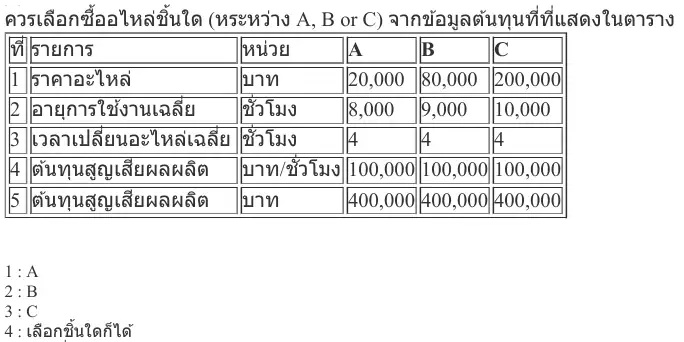 ควรเลือกซื้ออไหล่ชิ้นใด (หระหว่าง A, B or C) จากข้อมูลต้นทุนที่ที่แสดงในตาราง
ที่ รายการ หน่วย A B C
1 ราคาอะไหล่ บาท 20,000 80,000 200,000
2 อายุการใช้งานเฉลี่ย ชั่วโมง 8,000 9,000 10,000
3 เวลาเปลี่ยนอะไหล่เฉลี่ย ชั่วโมง 4 4 4
4 ต้นทุนสูญเสียผลผลิต บาท/ชั่วโมง 100,000 100,000 100,000
5 ต้นทุนสูญเสียผลผลิต บาท 400,000 400,000 400,000
1 : A
2 : B
3 : C
4 : เลือกชิ้นใดก็ได้